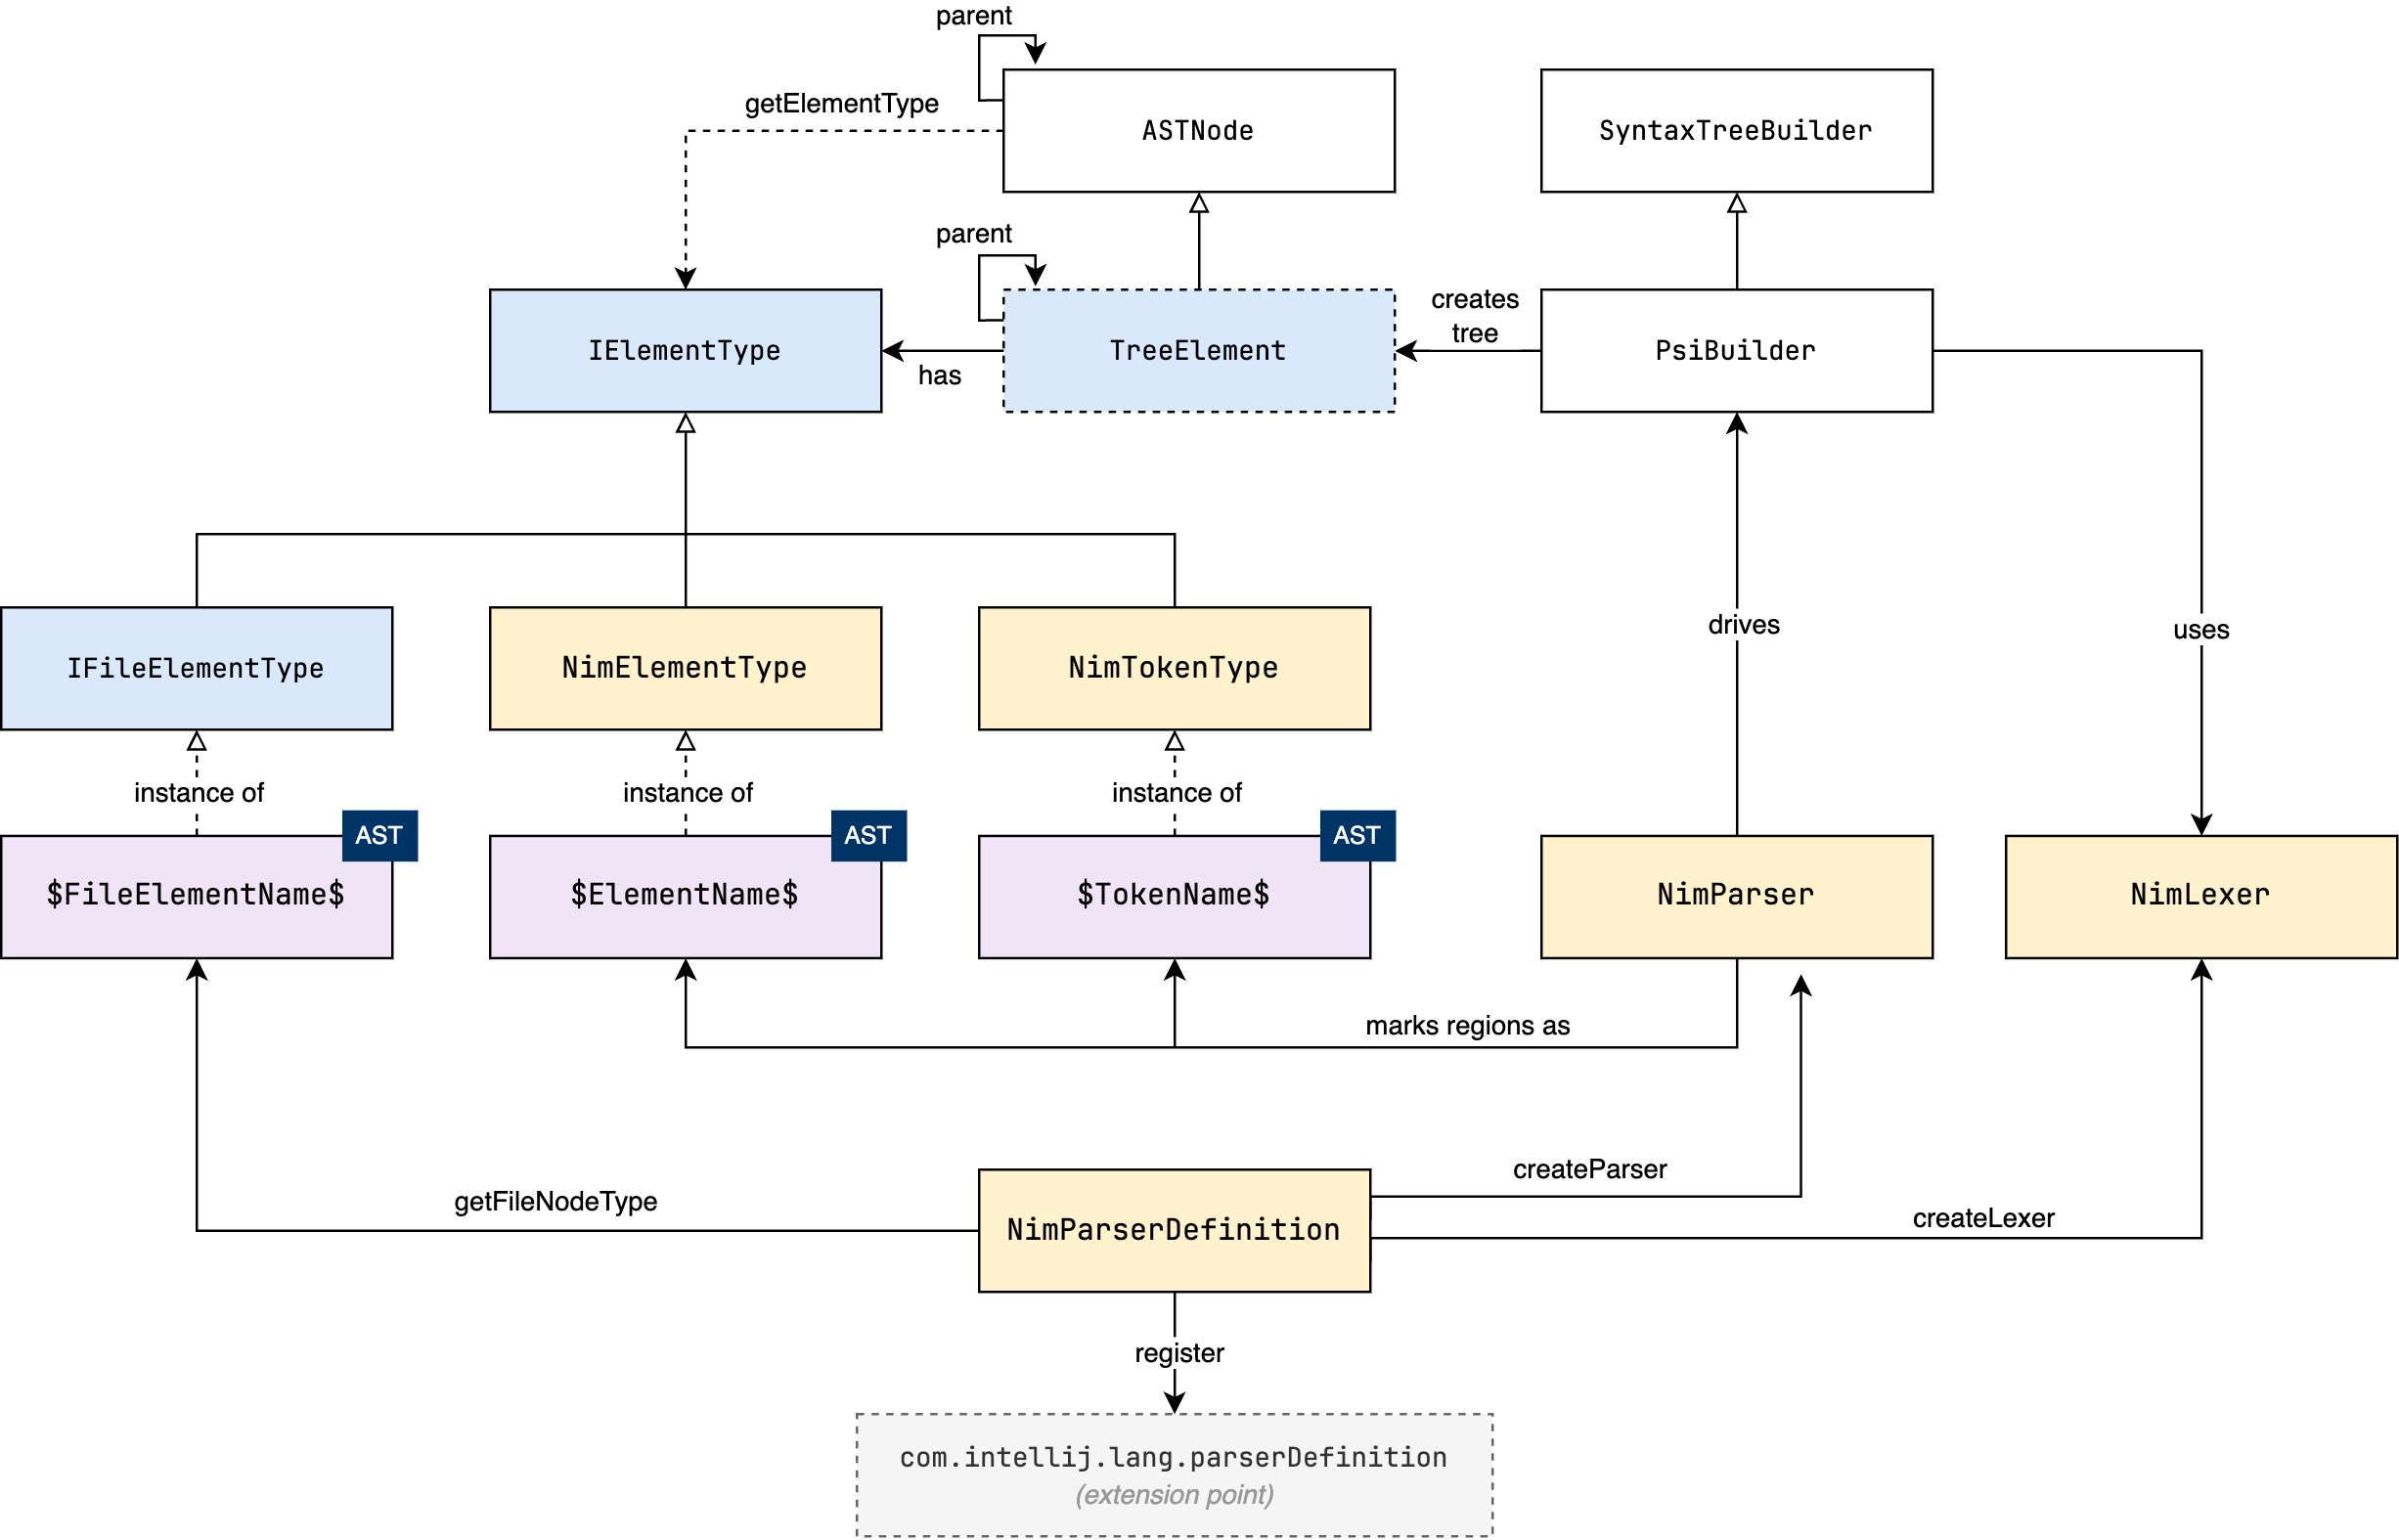 parent
getElementType
ASTNode
SyntaxTreeBuilder
parent
creates
tree
IElementType
has
TreeElement
PsiBuilder
drives
uses
IFileElementType
NimElementType
NimTokenType
instance of
instance of
instance of
AST
AST
AST
$FileElementName$
$ElementName$
$TokenName$
NimParser
NimLexer
marks regions as
createParser
getFileNodeType
NimParserDefinition
createLexer
register
com.intellij.lang.parserDefinition
(extension point)